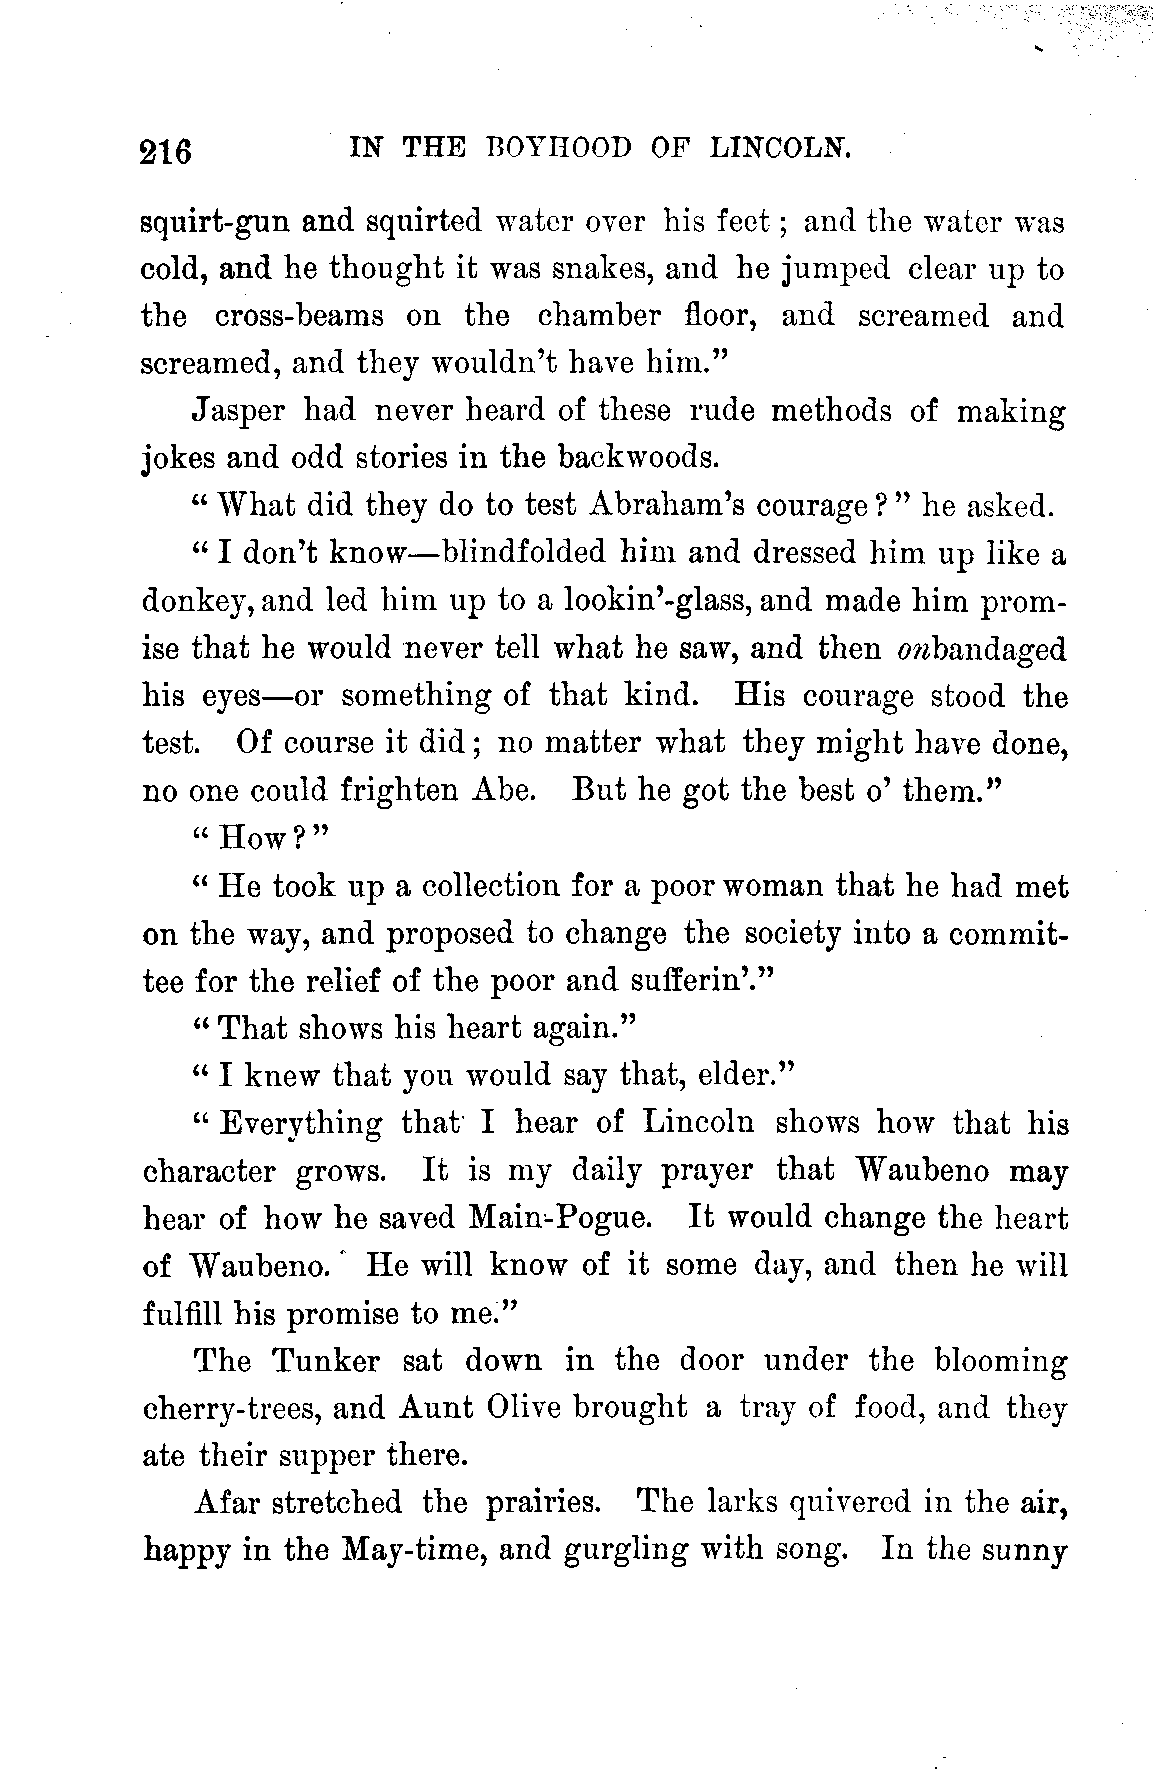 216 IN THE BOYHOOD OF LINCOLN.
squirt-gun and squirted water over his feet; and the water was
cold, and he thought it was snakes, and he jumped clear up to
the cross-beams on the chamber floor, and screamed and
screamed, and they wouldn't have him."
Jasper had never heard of these rude methods of making
jokes and odd stories in the backwoods.
"What did they do to test Abraham's courage?" he asked.
"I don't know—blindfolded him and dressed him up like a
donkey, and led him up to a lookin'-glass, and made him prom-
ise that he would never tell what he saw, and then onbandaged
his eyes—or something of that kind. His courage stood the
test. Of course it did; no matter what they might have done,
no one could frighten Abe. But he got the best o' them."
"How?"
"He took up a collection for a poor woman that he had met
on the way, and proposed to change the society into a commit-
tee for the relief of the poor and sufferin'."
"That shows his heart again."
"I knew that you would say that, elder."
"Everything that I hear of Lincoln shows how that his
character grows. It is my daily prayer that Waubeno may
hear of how he saved Main-Pogue. It would change the heart
of Waubeno. He will know of it some day, and then he will
fulfill his promise to me."
The Tunker sat down in the door under the blooming
cherry-trees, and Aunt Olive brought a tray of food, and they
ate their supper there.
Afar stretched the prairies. The larks quivered in the air,
happy in the May-time, and gurgling with song. In the sunny